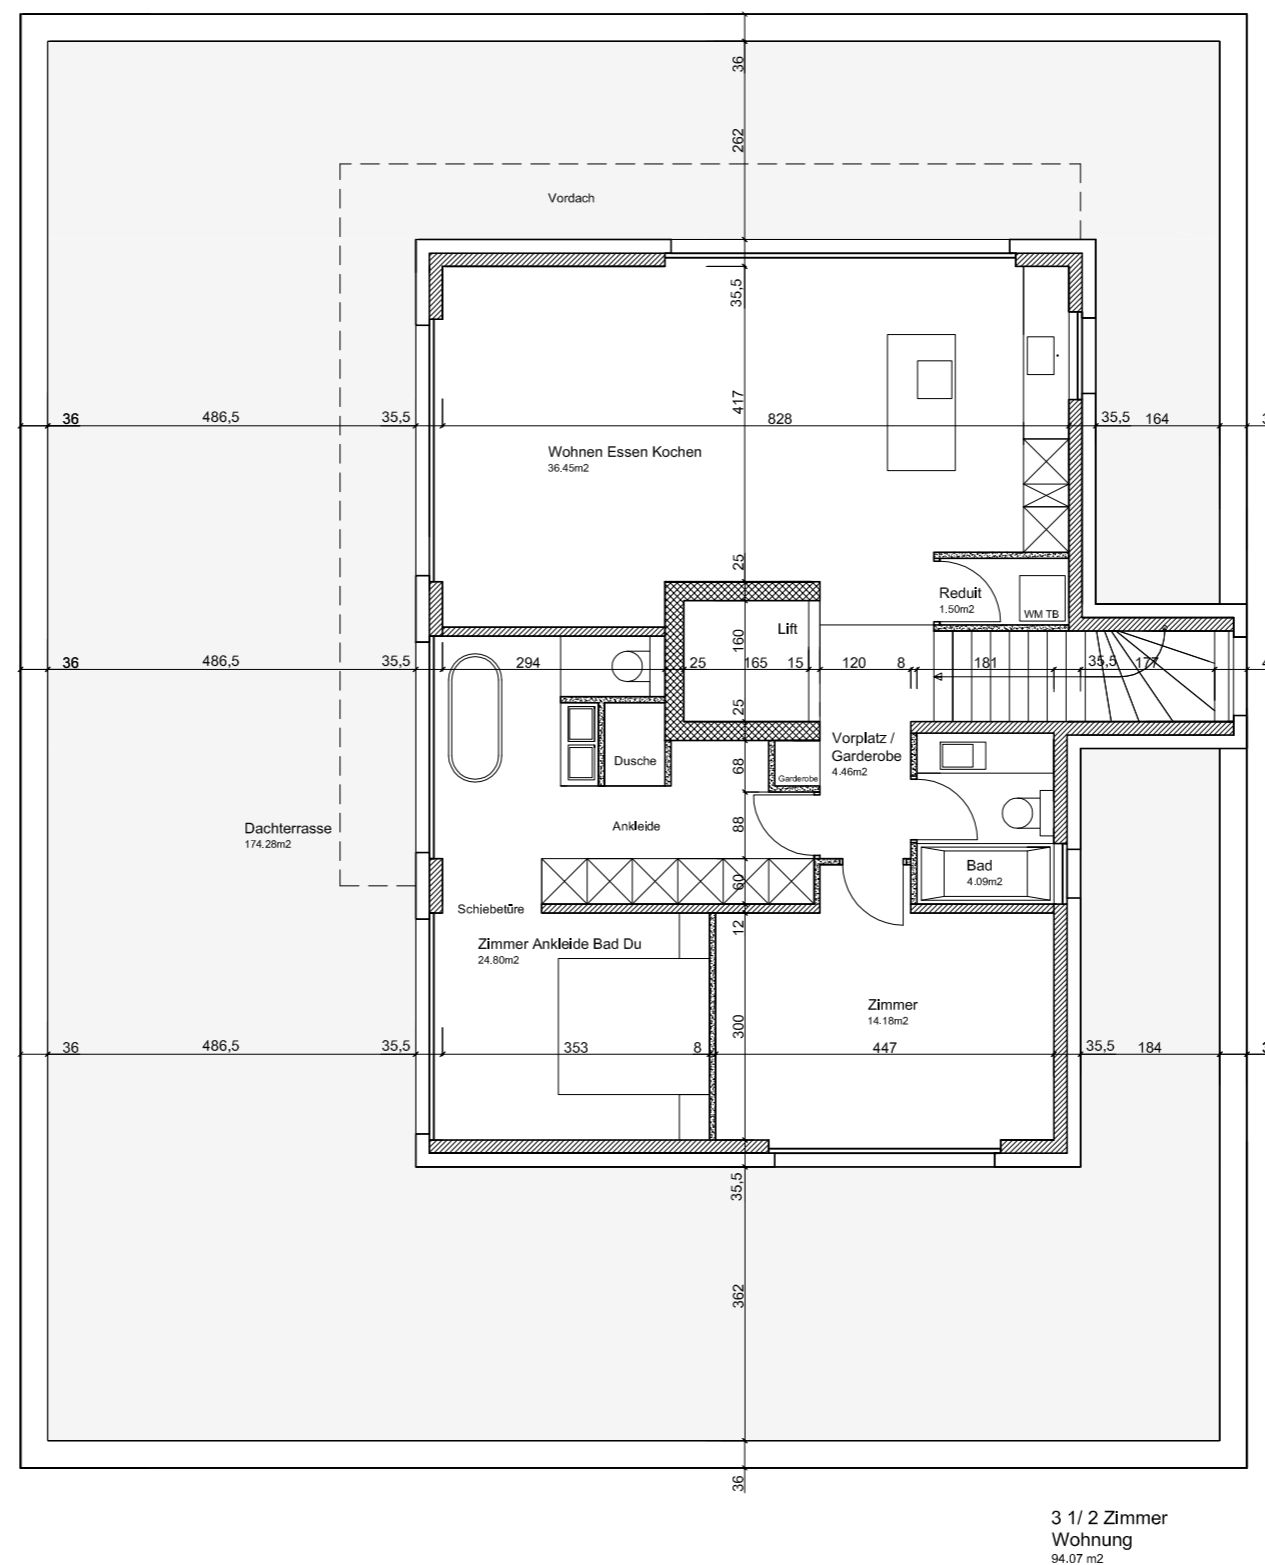 36
262
Vordach
35,5
36
486,5
35,5
417
828
35,5
164
Wohnen Essen Kochen
36.45m2
25
Reduit
1.50m2
WM TB
Lift
160
36
486,5
35,5
294
25
165
15
120
8
181
35,5
177
25
Vorplatz /
Garderobe
4.46m2
Dusche
68
Garderobe
Dachterrasse
174.28m2
Ankleide
88
Bad
4.09m2
60
Schiebetüre
12
Zimmer Ankleide Bad Du
24.80m2
Zimmer
14.18m2
300
36
486,5
35,5
353
8
447
35,5
184
35,5
362
36
3 1/ 2 Zimmer
Wohnung
94.07 m2